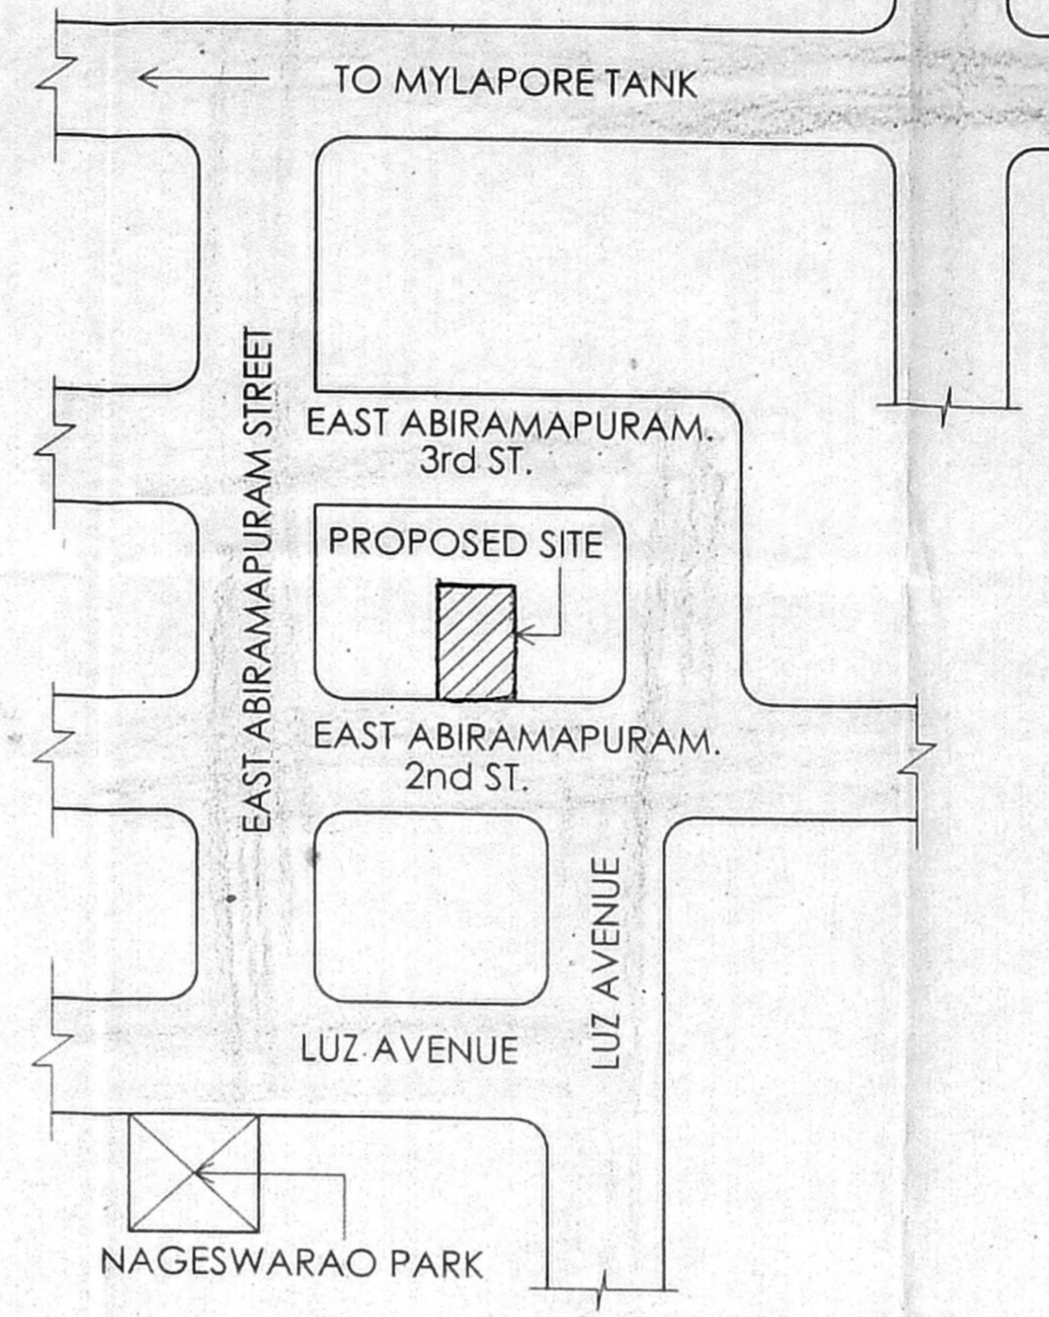 TO MYLAPORE TANK
EAST ABIRAMAPURAM STREET
EAST ABIRAMAPURAM.
3rd ST.
PROPOSED SITE
EAST ABIRAMAPURAM.
2nd ST.
LUZ AVENUE
LUZ AVENUE
NAGESWARAO PARK